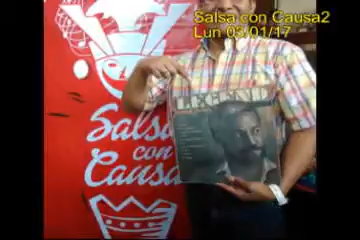 Salsa con Causa2
Lun 03/01/17
LEGEND
Salsa
con
Causa